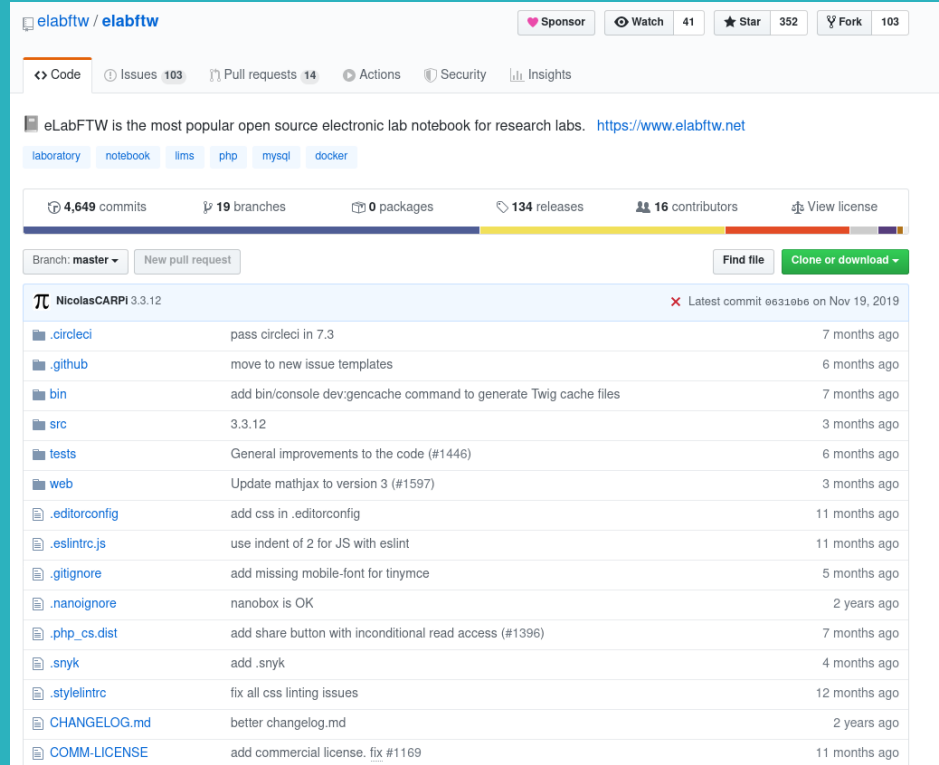 elabftw / elabftw Sponsor Watch 41 Star 352 Fork 103
Code Issues 103 Pull requests 14 Actions Security Insights
eLabFTW is the most popular open source electronic lab notebook for research labs. https://www.elabftw.net
laboratory notebook lims php mysql docker
4,649 commits 19 branches 0 packages 134 releases 16 contributors View license
Branch: master New pull request Find file Clone or download
NicolasCARPi 3.3.12 Latest commit 06310b6 on Nov 19, 2019
.circleci pass circleci in 7.3 7 months ago
.github move to new issue templates 6 months ago
bin add bin/console dev:gencache command to generate Twig cache files 7 months ago
src 3.3.12 3 months ago
tests General improvements to the code (#1446) 6 months ago
web Update mathjax to version 3 (#1597) 3 months ago
.editorconfig add css in .editorconfig 11 months ago
.eslintrc.js use indent of 2 for JS with eslint 11 months ago
.gitignore add missing mobile-font for tinymce 5 months ago
.nanoignore nanobox is OK 2 years ago
.php_cs.dist add share button with inconditional read access (#1396) 7 months ago
.snyk add .snyk 4 months ago
.stylelintrc fix all css linting issues 12 months ago
CHANGELOG.md better changelog.md 2 years ago
COMM-LICENSE add commercial license. fix #1169 11 months ago